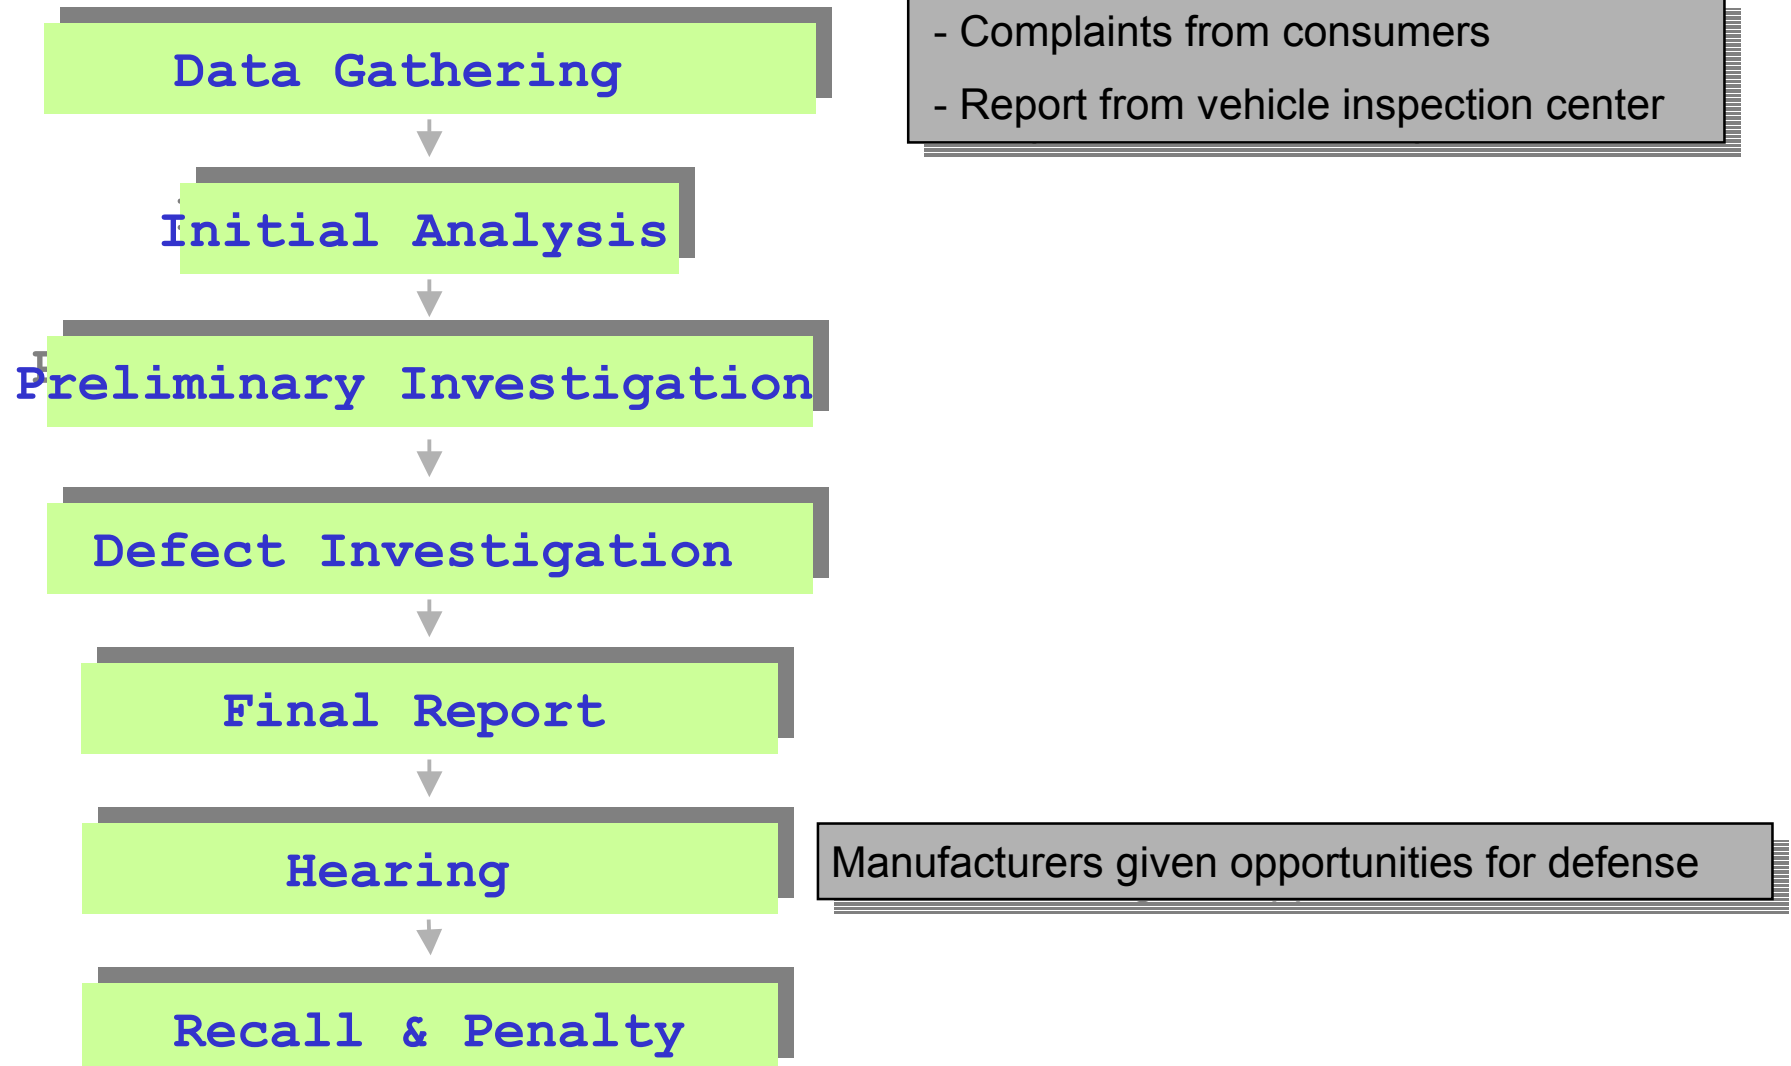 Data Gathering
- Complaints from consumers
- Report from vehicle inspection center
Initial Analysis
Preliminary Investigation
Defect Investigation
Final Report
Hearing
Manufacturers given opportunities for defense
Recall & Penalty